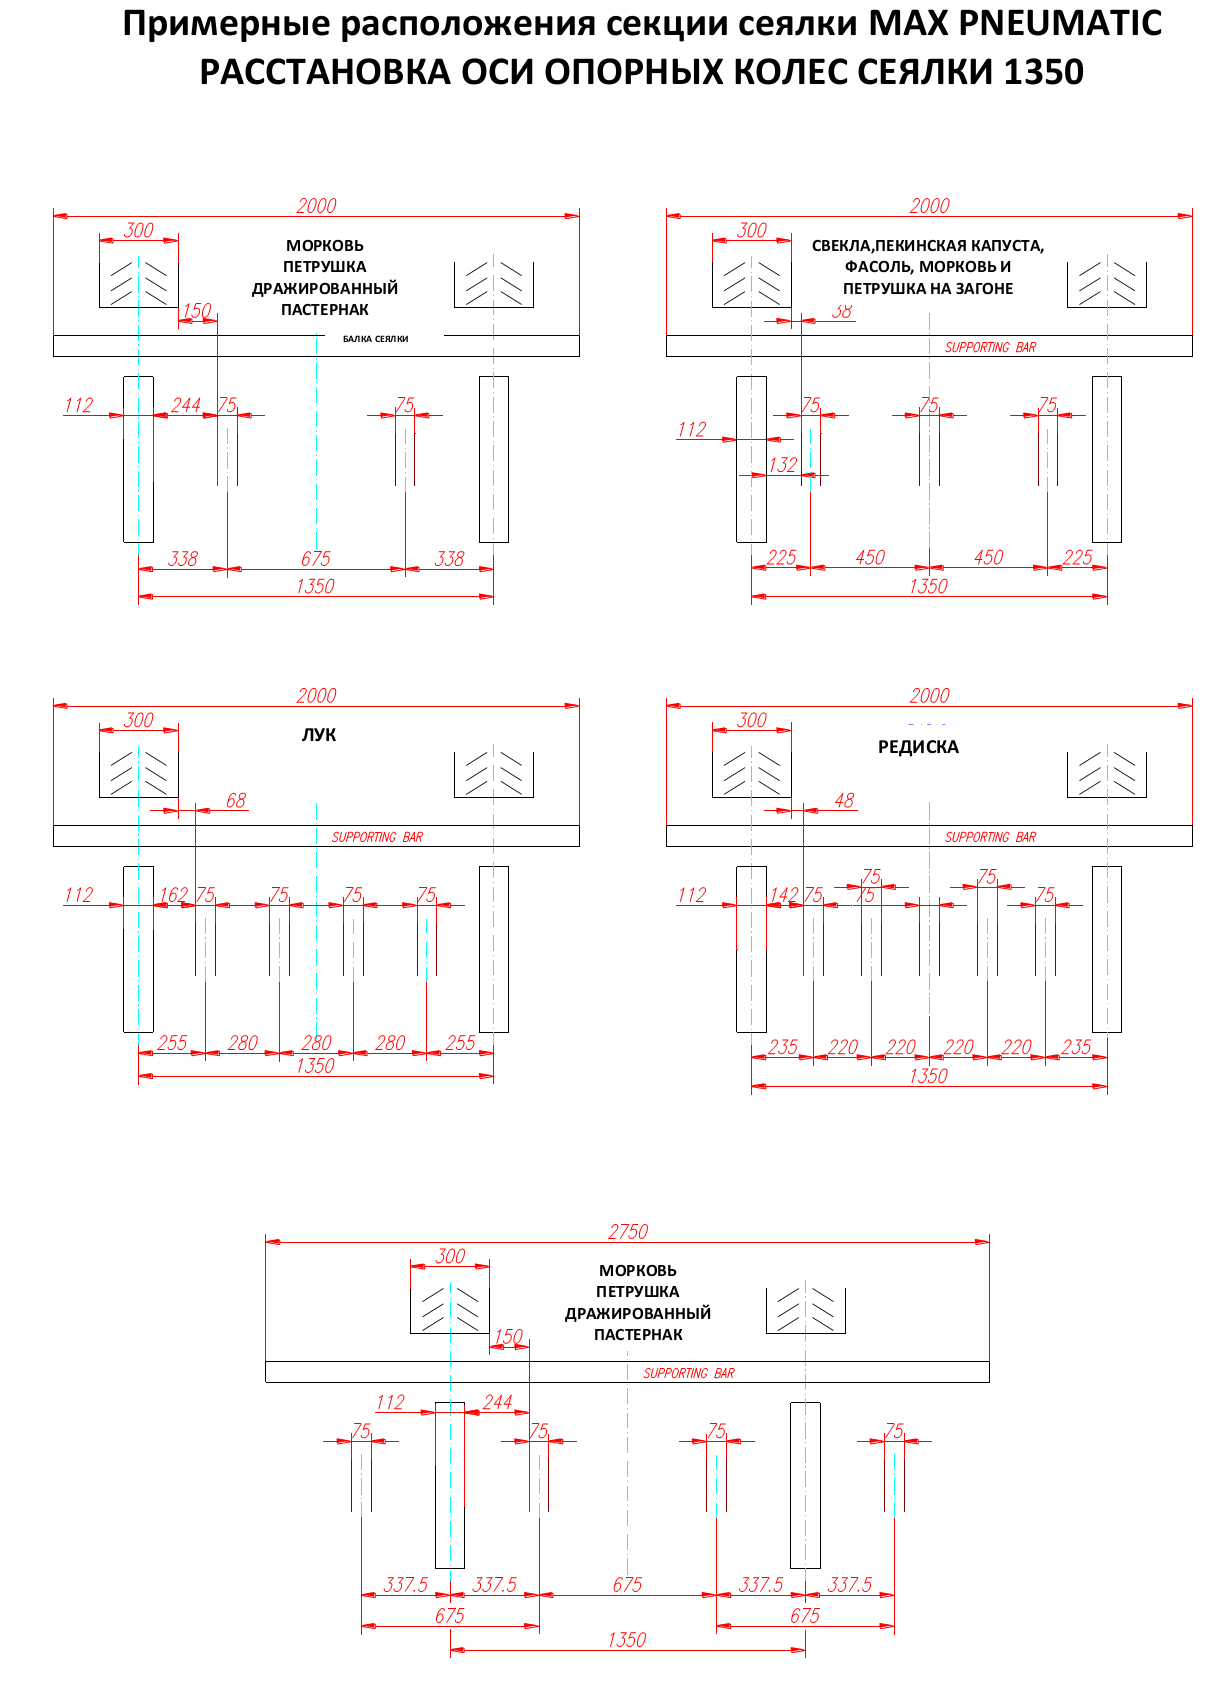 Примерные расположения секции сеялки MAX PNEUMATIC
РАССТАНОВКА ОСИ ОПОРНЫХ КОЛЕС СЕЯЛКИ 1350
2000
300
МОРКОВЬ
ПЕТРУШКА
ДРАЖИРОВАННЫЙ
ПАСТЕРНАК
150
БАЛКА СЕЯЛКИ
112 244 75 75
338 675 338
1350
2000
300
СВЕКЛА,ПЕКИНСКАЯ КАПУСТА,
ФАСОЛЬ, МОРКОВЬ И
ПЕТРУШКА НА ЗАГОНЕ
38
SUPPORTING BAR
75 75 75
112
132
225 450 450 225
1350
2000
300
ЛУК
68
SUPPORTING BAR
112 162 75 75 75 75
255 280 280 280 255
1350
2000
300
РЕДИСКА
48
SUPPORTING BAR
75 75
112 142 75 75 75
235 220 220 220 220 235
1350
2750
300
МОРКОВЬ
ПЕТРУШКА
ДРАЖИРОВАННЫЙ
ПАСТЕРНАК
150
SUPPORTING BAR
112 244
75 75 75 75
337.5 337.5 675 337.5 337.5
675 675
1350